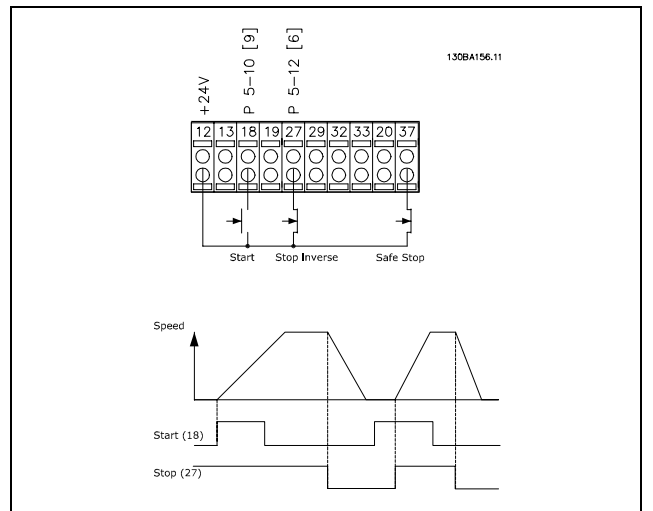 130BA156.11
+24V
P 5-10 [9]
P 5-12 [6]
12 13 18 19 27 29 32 33 20 37
Start Stop Inverse Safe Stop
Speed
Start (18)
Stop (27)